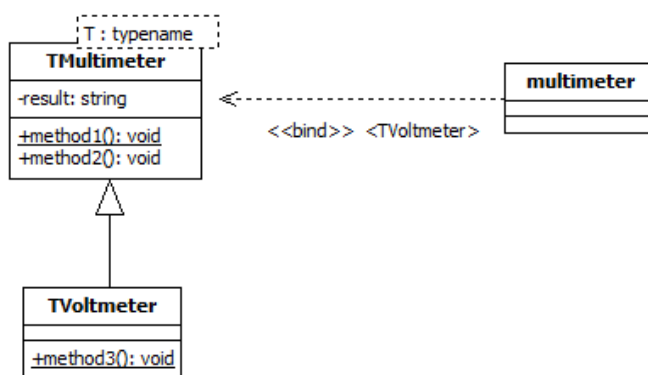 T : typename
TMultimeter
-result: string
+method1(): void
+method2(): void
multimeter
<<bind>> <TVoltmeter>
TVoltmeter
+method3(): void